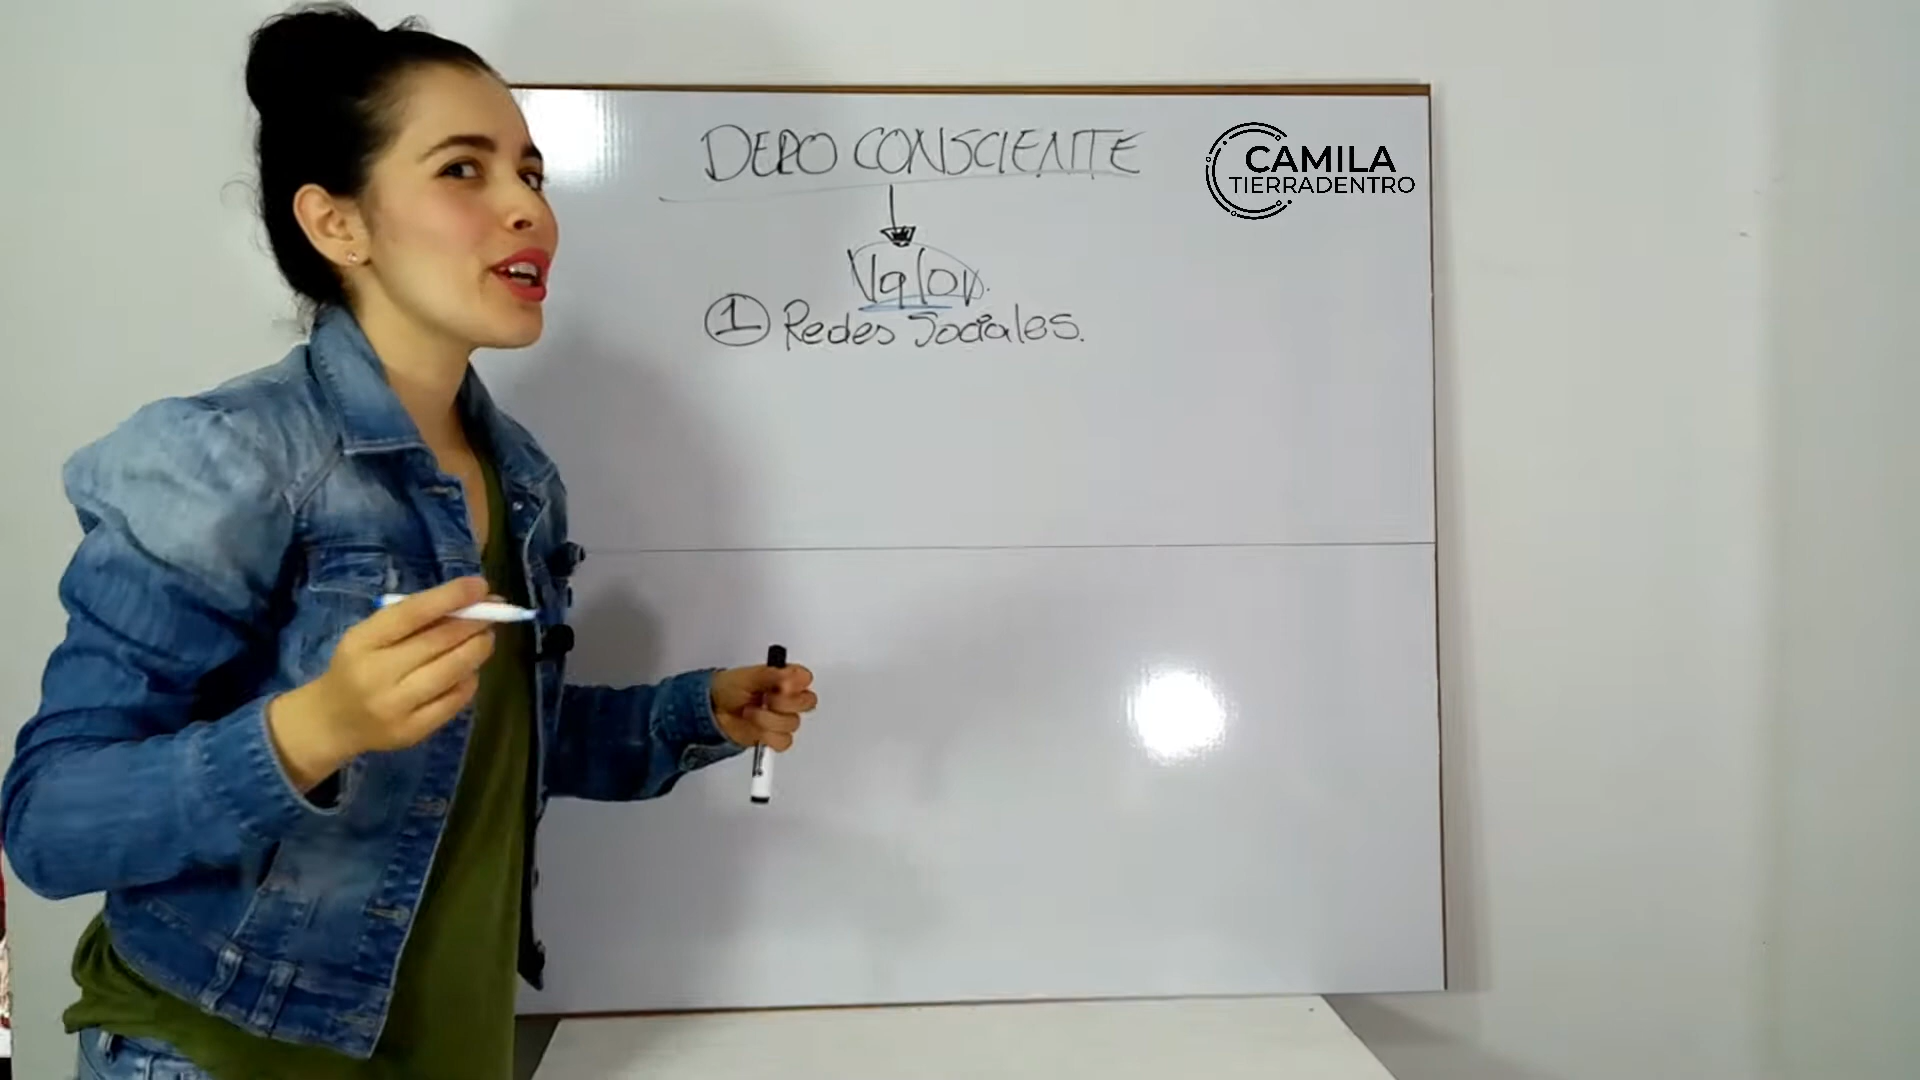 DEPO CONSCIENTE
CAMILA
TIERRADENTRO
Valor.
1 Redes Sociales.